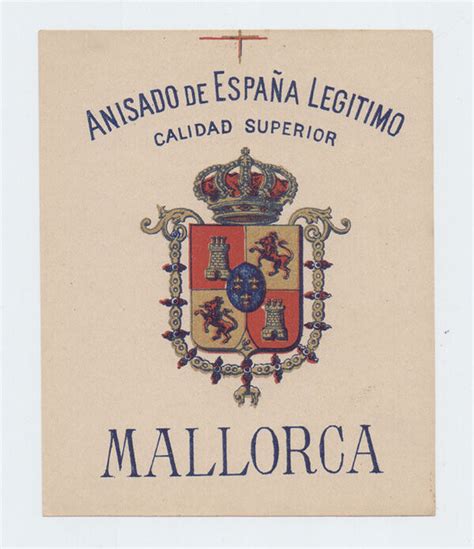 ANISADO DE ESPAÑA LEGITIMO
CALIDAD SUPERIOR
MALLORCA